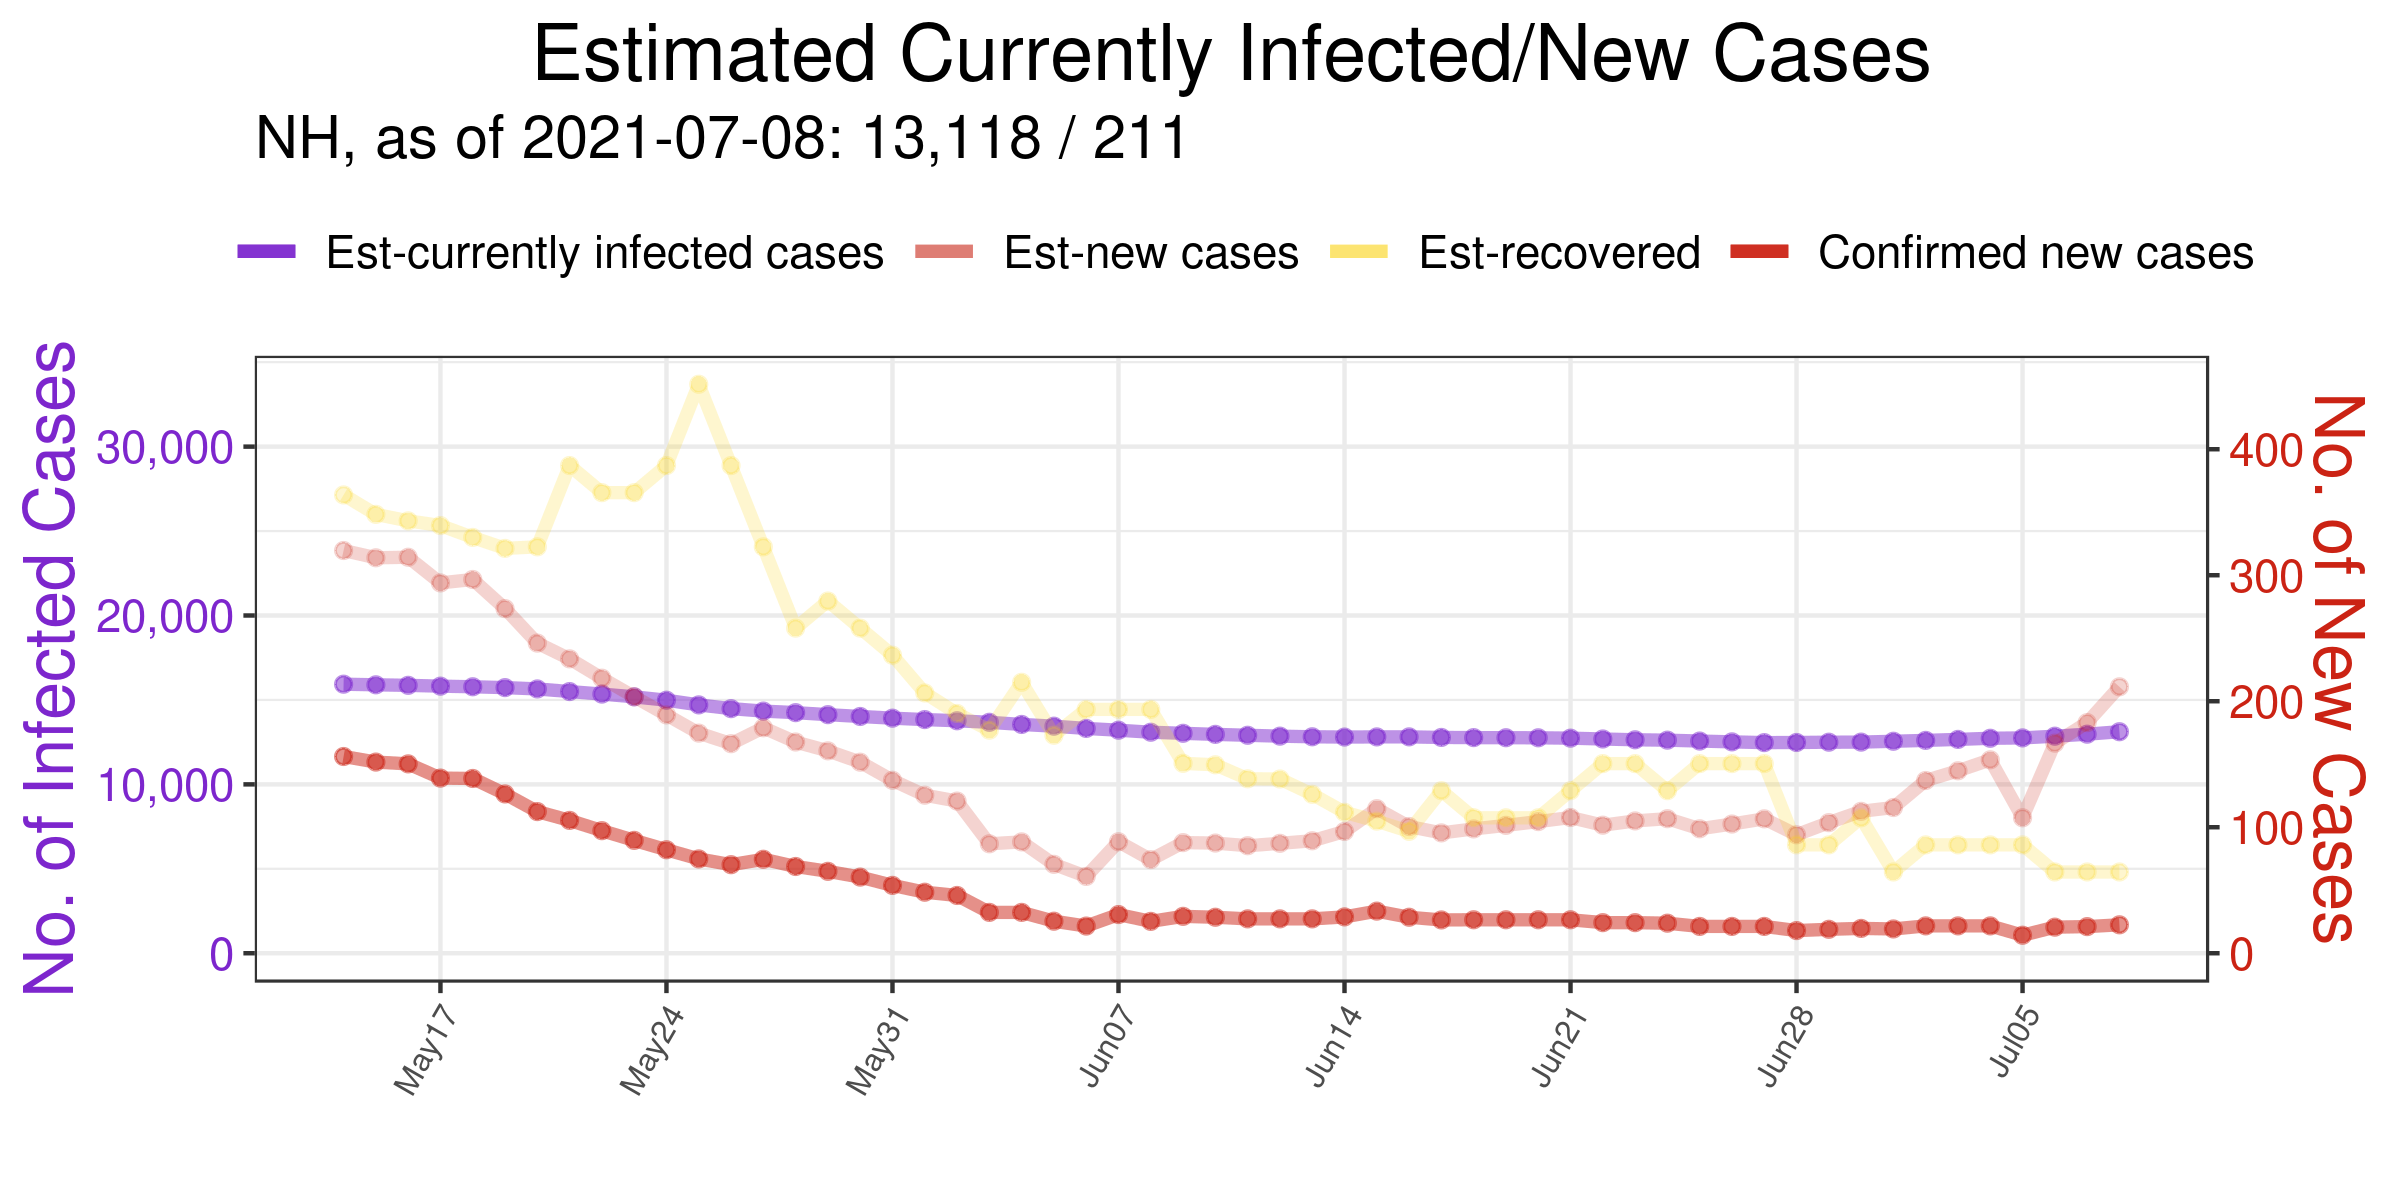 Estimated Currently Infected/New Cases
NH, as of 2021-07-08: 13,118 / 211
Est-currently infected cases Est-new cases Est-recovered Confirmed new cases
No. of Infected Cases
30,000
20,000
10,000
0
400
300
200
100
0
No. of New Cases
May17 May24 May31 Jun07 Jun14 Jun21 Jun28 Jul05